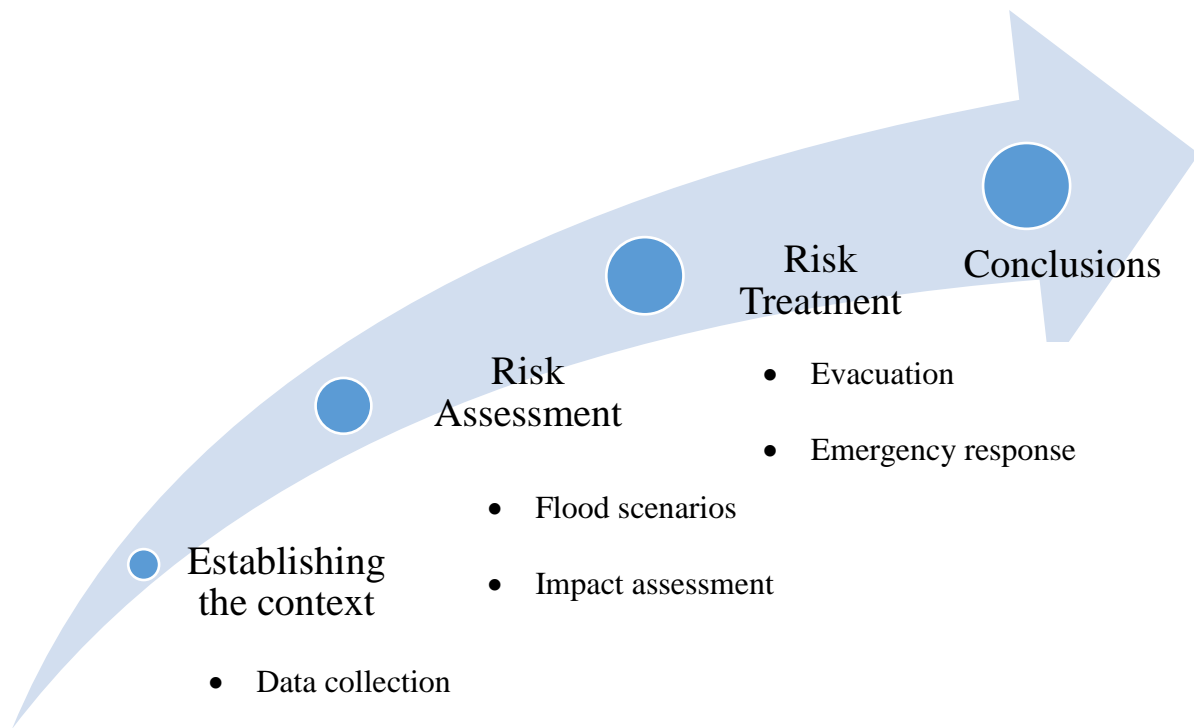 Establishing
the context
• Data collection
Risk
Assessment
• Flood scenarios
• Impact assessment
Risk
Treatment
• Evacuation
• Emergency response
Conclusions